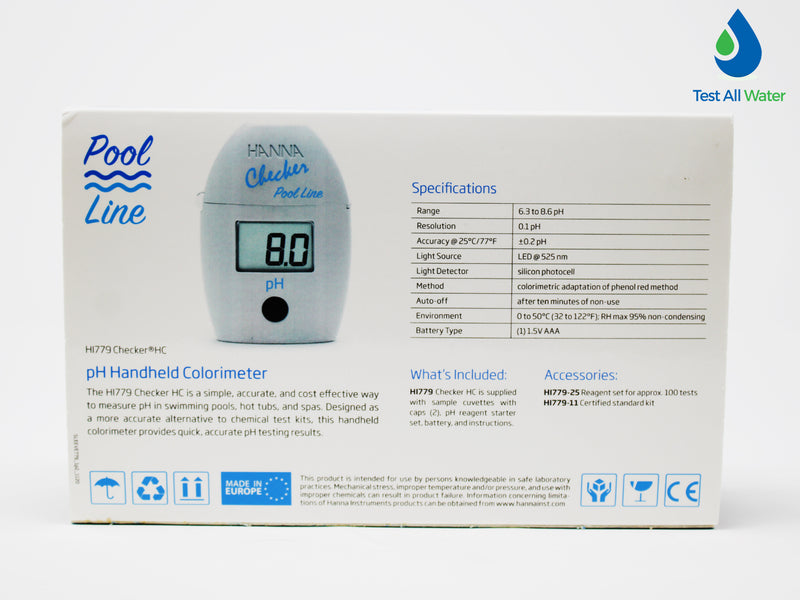 Test All Water
Pool
Line
HANNA
Checker
Pool Line
8.0
pH
HI779 Checker®HC
pH Handheld Colorimeter
The HI779 Checker HC is a simple, accurate, and cost effective way
to measure pH in swimming pools, hot tubs, and spas. Designed as
a more accurate alternative to chemical test kits, this handheld
colorimeter provides quick, accurate pH testing results.
Specifications
Range 6.3 to 8.6 pH
Resolution 0.1 pH
Accuracy @ 25°C/77°F ±0.2 pH
Light Source LED @ 525 nm
Light Detector silicon photocell
Method colorimetric adaptation of phenol red method
Auto-off after ten minutes of non-use
Environment 0 to 50°C (32 to 122°F); RH max 95% non-condensing
Battery Type (1) 1.5V AAA
What's Included:
HI779 Checker HC is supplied
with sample cuvettes with
caps (2), pH reagent starter
set, battery, and instructions.
Accessories:
HI779-25 Reagent set for approx. 100 tests
HI779-11 Certified standard kit
MADE IN
EUROPE
This product is intended for use by persons knowledgeable in safe laboratory
practices. Mechanical stress, improper temperature and/or pressure, and use with
improper chemicals can result in product failure. Information concerning limita-
tions of Hanna Instruments products can be obtained from www.hannainst.com
CE